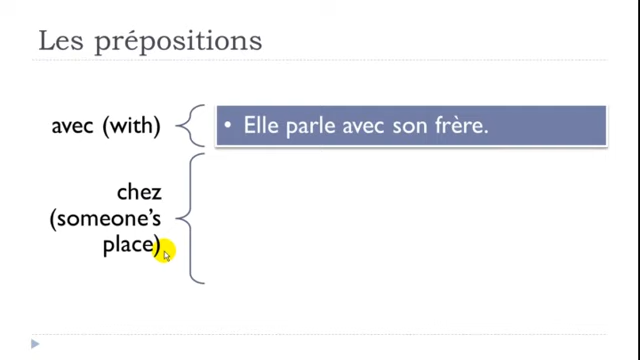 Les prépositions
avec (with)
• Elle parle avec son frère.
chez
(someone's
place)